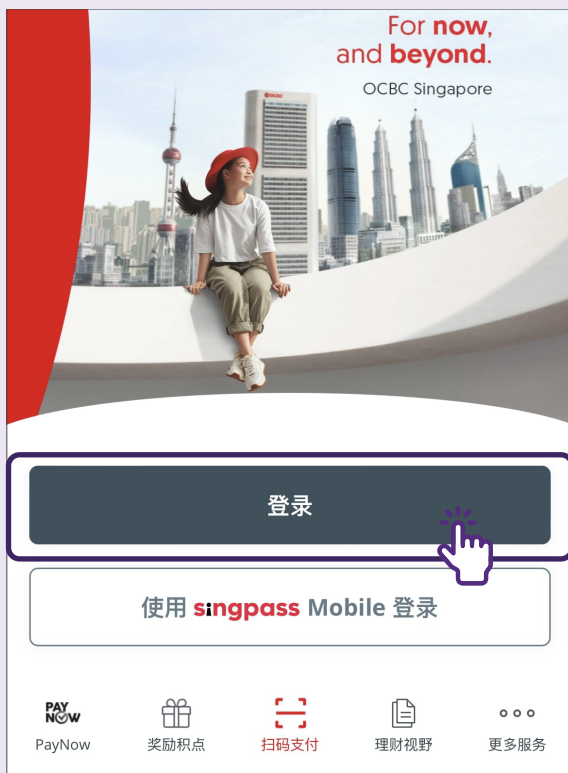 For now,
and beyond.
OCBC Singapore
OCBC
登录
使用 singpass Mobile 登录
PAY
NOW
PayNow
奖励积点
扫码支付
理财视野
更多服务